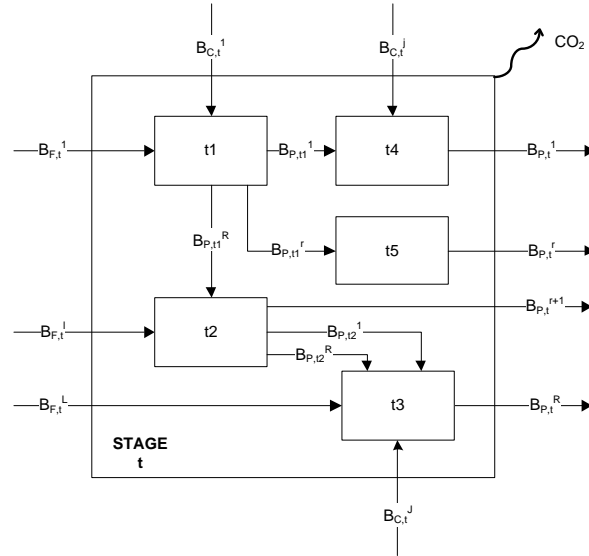 B_{C,t}^1
B_{C,t}^j
CO₂
B_{F,t}^1
t1
B_{P,t1}^1
t4
B_{P,t}^1
B_{P,t1}^R
B_{P,t1}^r
t5
B_{P,t}^r
B_{P,t}^{r+1}
B_{F,t}^l
t2
B_{P,t2}^1
B_{P,t2}^R
B_{F,t}^L
t3
B_{P,t}^R
STAGE
t
B_{C,t}^J